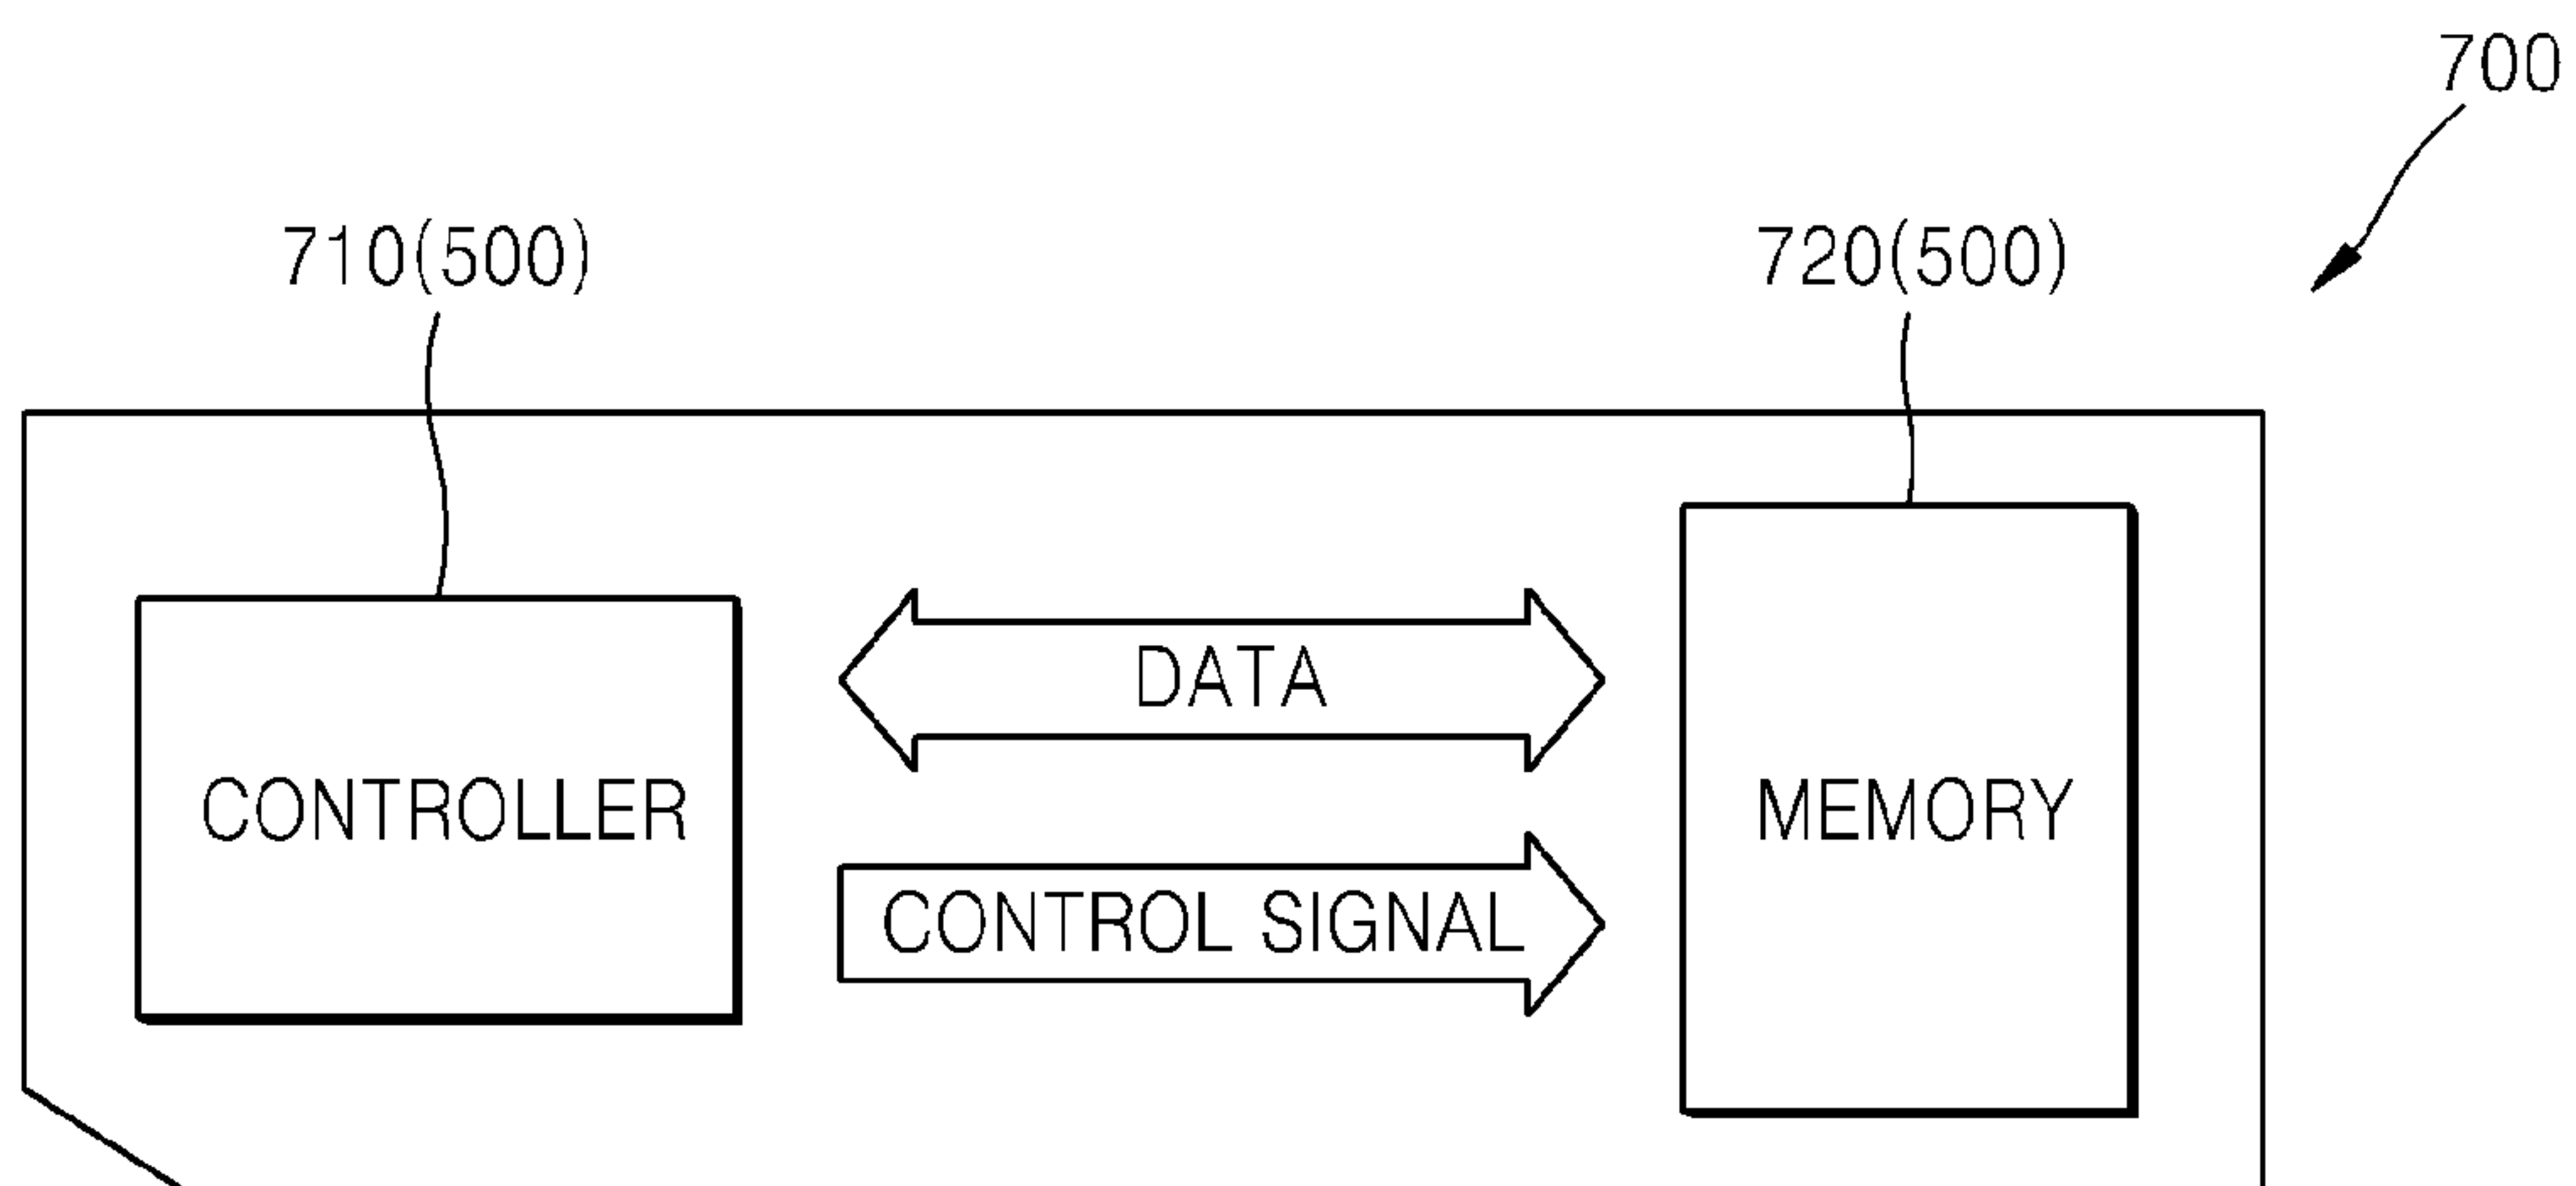 700
710(500)
720(500)
DATA
CONTROLLER
MEMORY
CONTROL SIGNAL